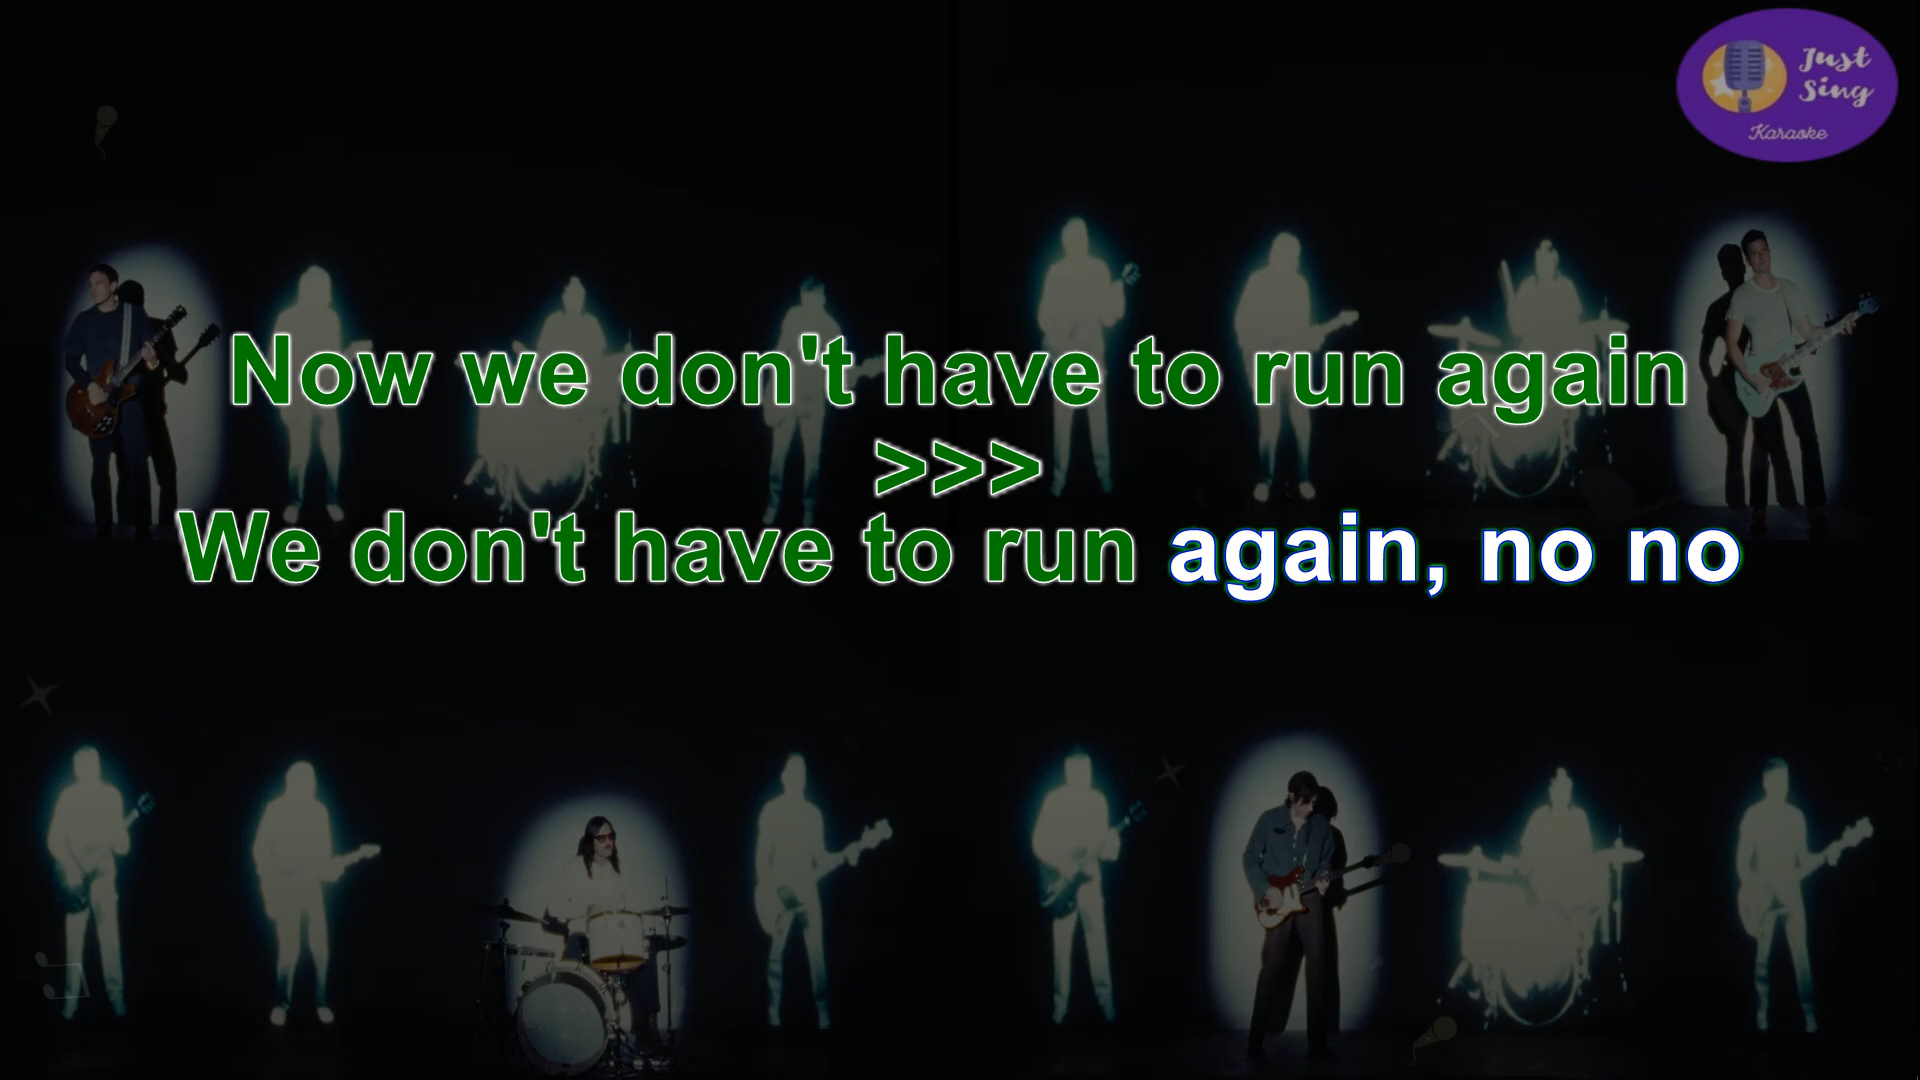 Just
Sing
Karaoke
Now we don't have to run again
>>>
We don't have to run again, no no